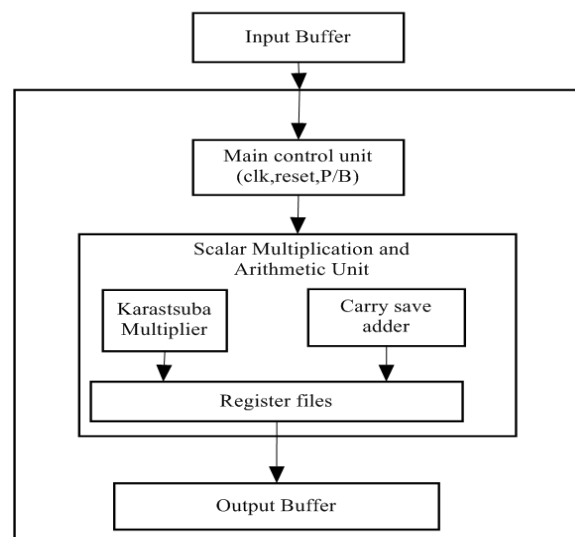 Input Buffer
Main control unit
(clk,reset,P/B)
Scalar Multiplication and
Arithmetic Unit
Karastsuba
Multiplier
Carry save
adder
Register files
Output Buffer